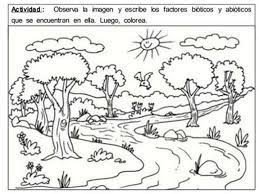 Actividad : Observa la imagen y escribe los factores bióticos y abióticos
que se encuentran en ella. Luego, colorea.